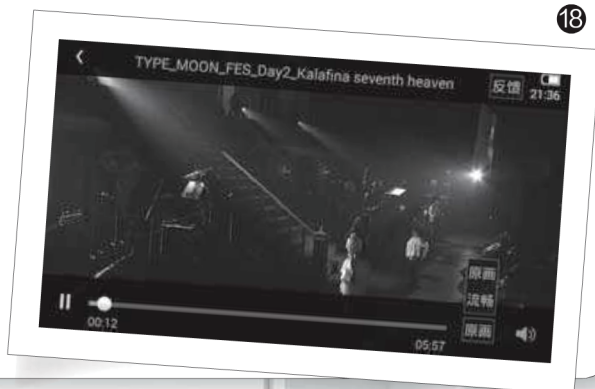 18
TYPE_MOON_FES_Day2_Kalafina seventh heaven
反馈
21:36
原画
流畅
00:12
05:57
原画